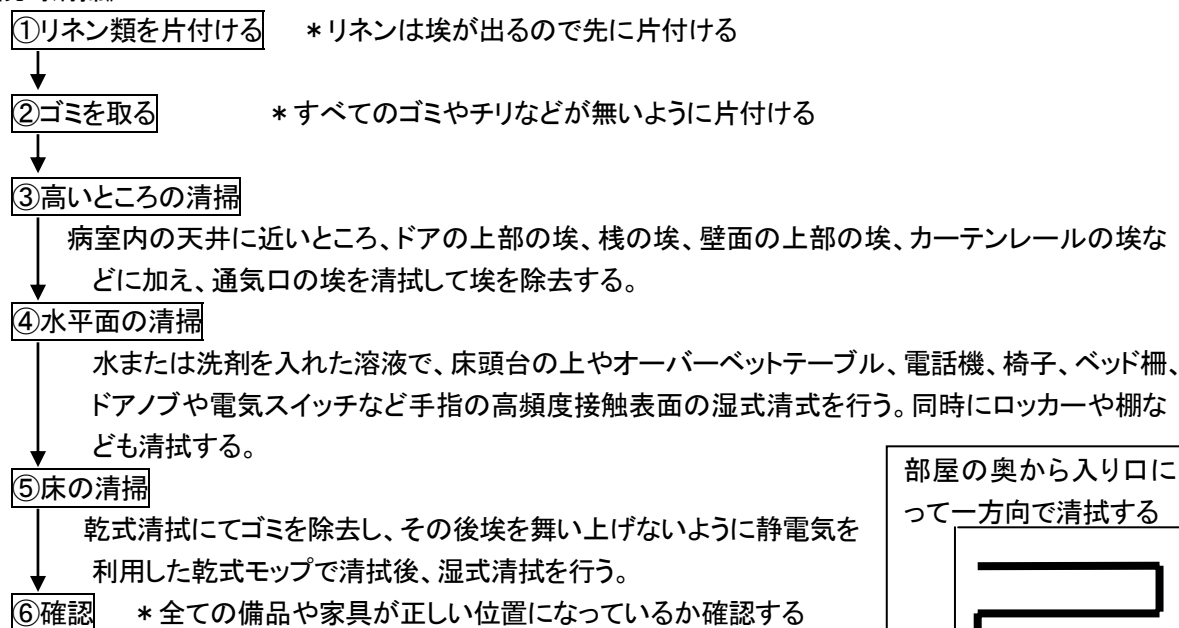 ①リネン類を片付ける ＊リネンは埃が出るので先に片付ける
②ゴミを取る ＊すべてのゴミやチリなどが無いように片付ける
③高いところの清掃
病室内の天井に近いところ、ドアの上部の埃、桟の埃、壁面の上部の埃、カーテンレールの埃な
どに加え、通気口の埃を清拭して埃を除去する。
④水平面の清掃
水または洗剤を入れた溶液で、床頭台の上やオーバーベットテーブル、電話機、椅子、ベッド柵、
ドアノブや電気スイッチなど手指の高頻度接触表面の湿式清式を行う。同時にロッカーや棚な
ども清拭する。
⑤床の清掃
乾式清拭にてゴミを除去し、その後埃を舞い上げないように静電気を
利用した乾式モップで清拭後、湿式清拭を行う。
⑥確認 ＊全ての備品や家具が正しい位置になっているか確認する
部屋の奥から入り口に
って一方向で清拭する